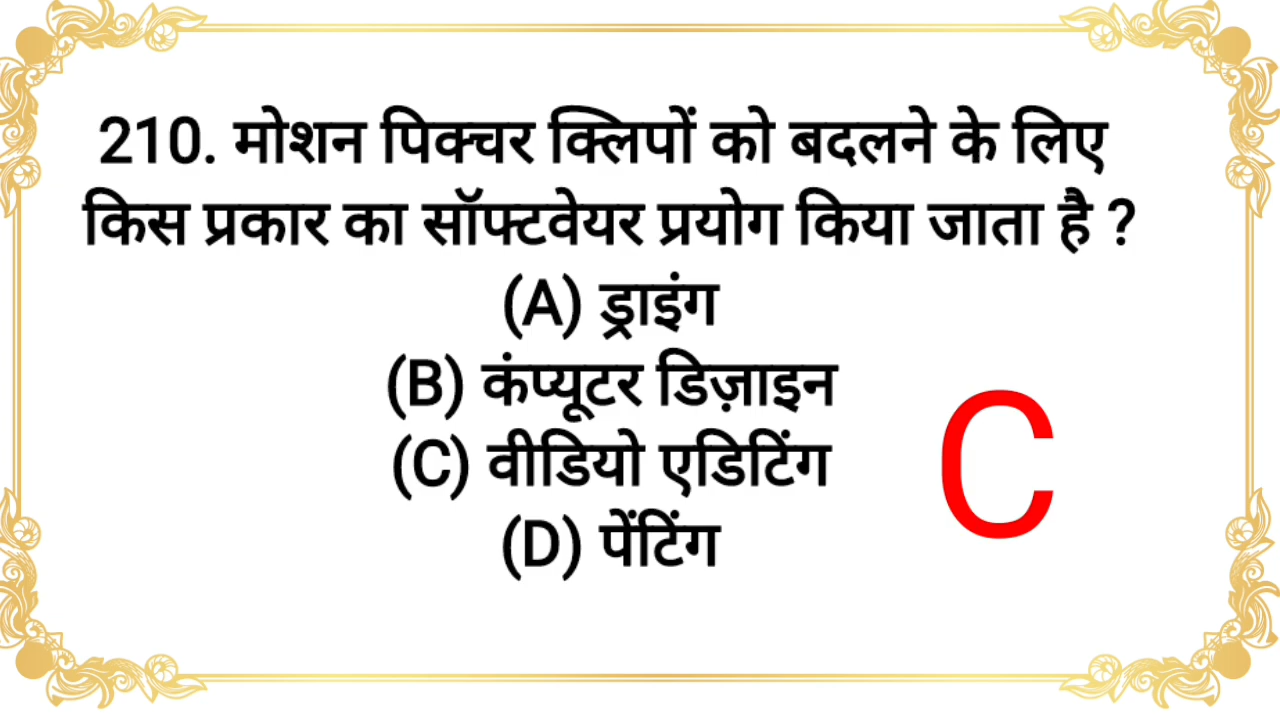 210. मोशन पिक्चर क्लिपों को बदलने के लिए
किस प्रकार का सॉफ्टवेयर प्रयोग किया जाता है ?
(A) ड्राइंग
(B) कंप्यूटर डिज़ाइन
(C) वीडियो एडिटिंग
(D) पेंटिंग
C